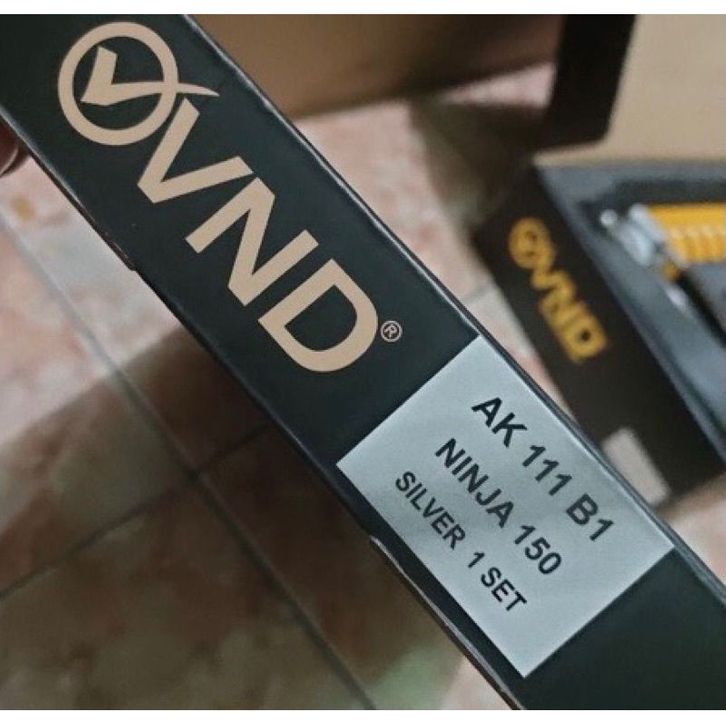 VND®
AK 111 B1
NINJA 150
SILVER 1 SET
VND